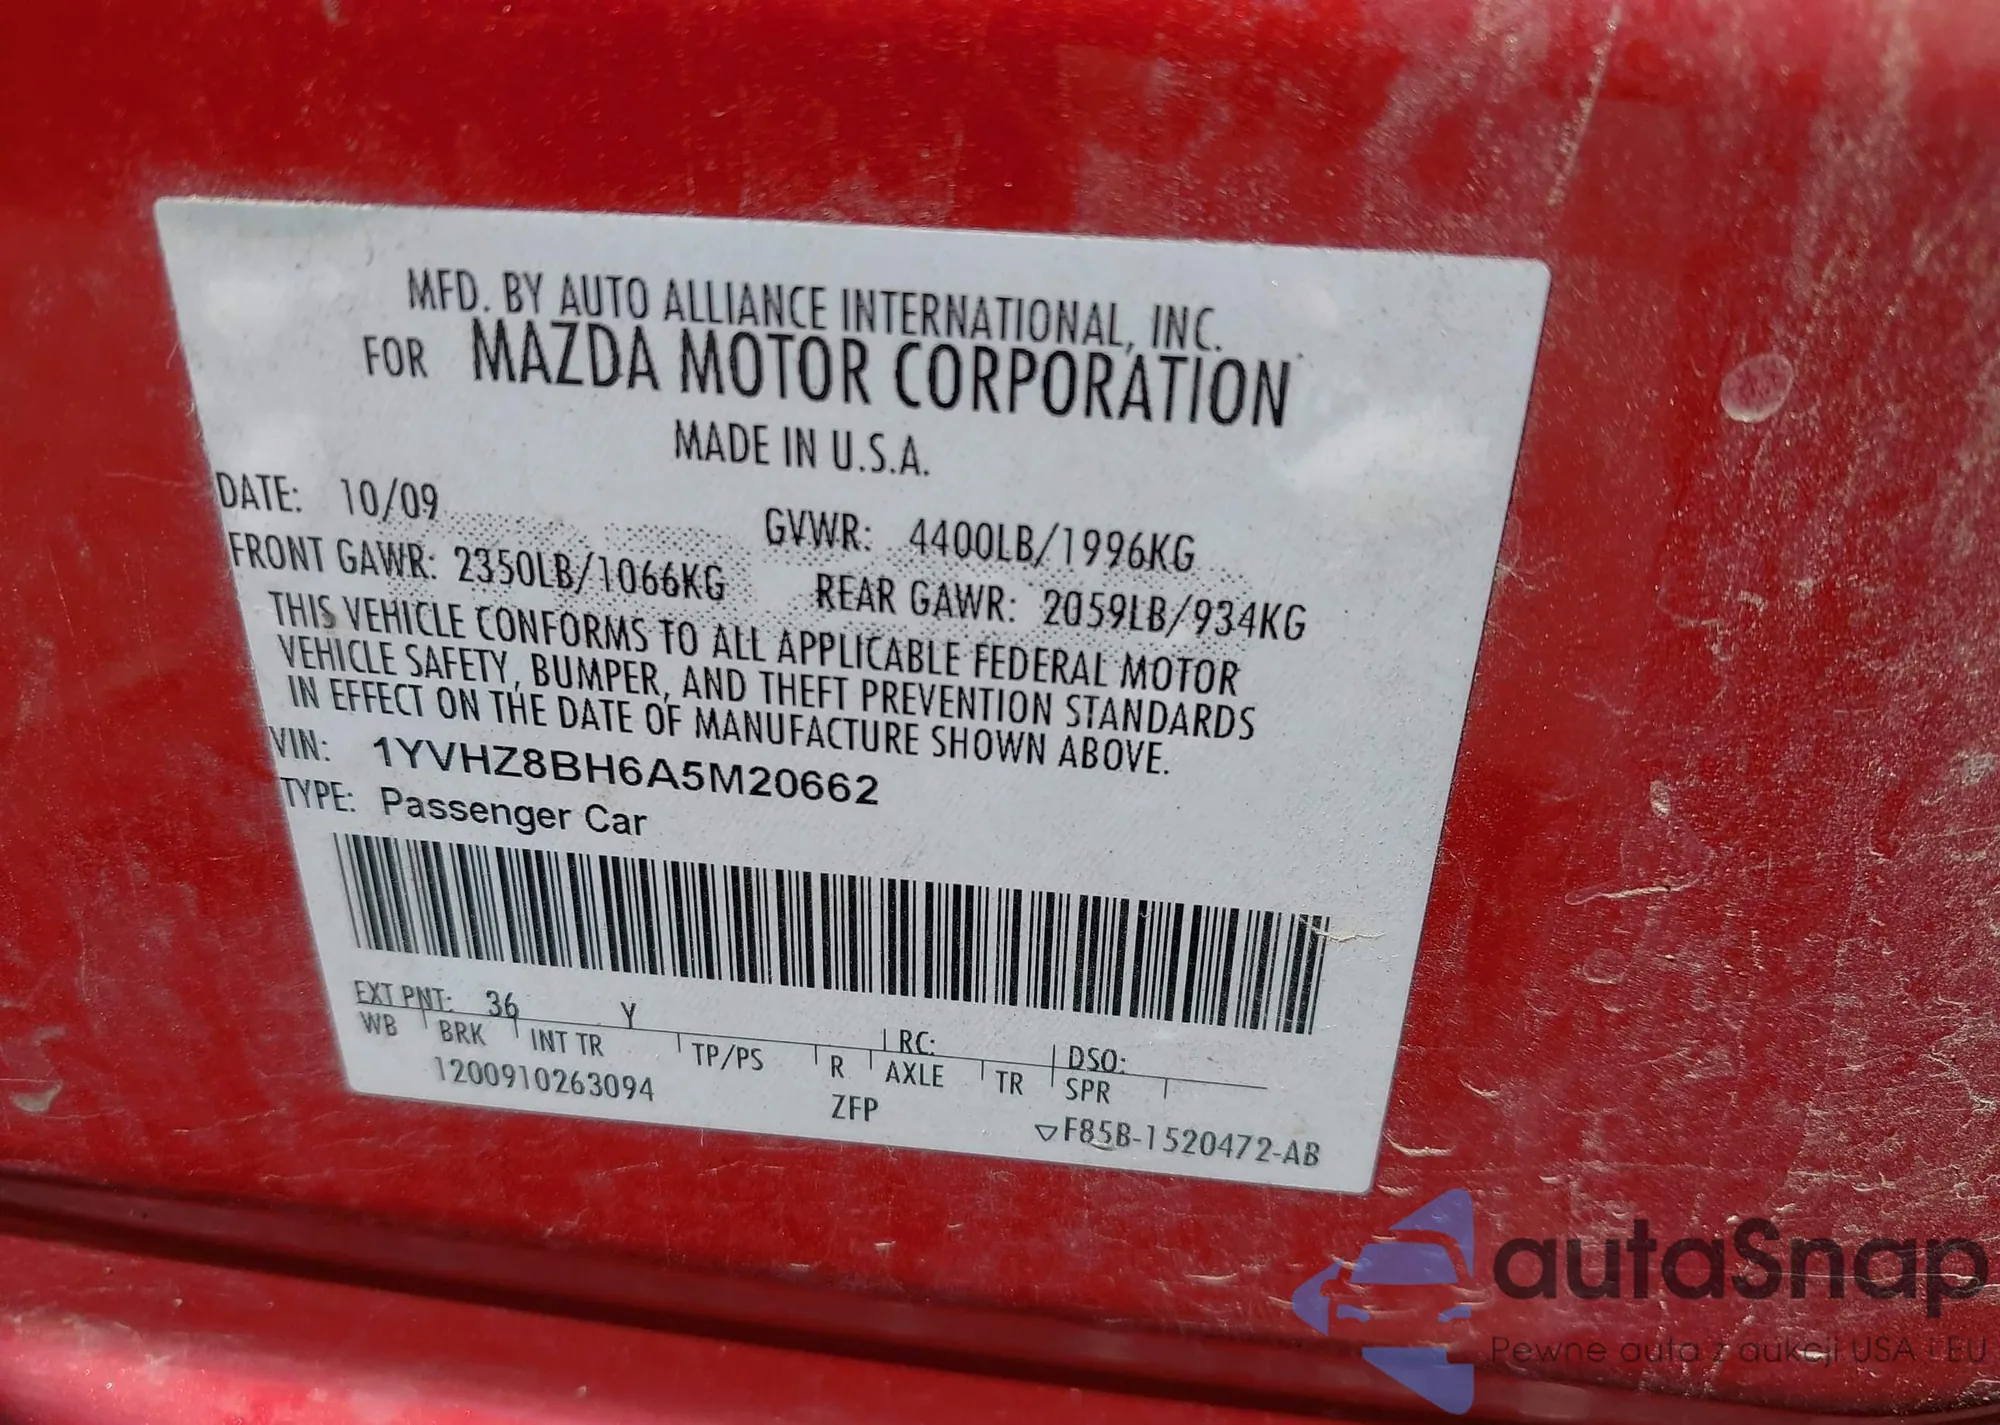 MFD. BY AUTO ALLIANCE INTERNATIONAL, INC.
FOR MAZDA MOTOR CORPORATION
MADE IN U.S.A.
DATE: 10/09 GVWR: 4400LB/1996KG
FRONT GAWR: 2350LB/1066KG REAR GAWR: 2059LB/934KG
THIS VEHICLE CONFORMS TO ALL APPLICABLE FEDERAL MOTOR
VEHICLE SAFETY, BUMPER, AND THEFT PREVENTION STANDARDS
IN EFFECT ON THE DATE OF MANUFACTURE SHOWN ABOVE.
VIN: 1YVHZ8BH6A5M20662
TYPE: Passenger Car
EXT PNT: 36 Y RC: DSO:
WB BRK INT TR TP/PS R AXLE TR SPR
1200910263094 ZFP
▽F85B-1520472-AB
autaSnap
Pewne auta z aukcji USA i EU